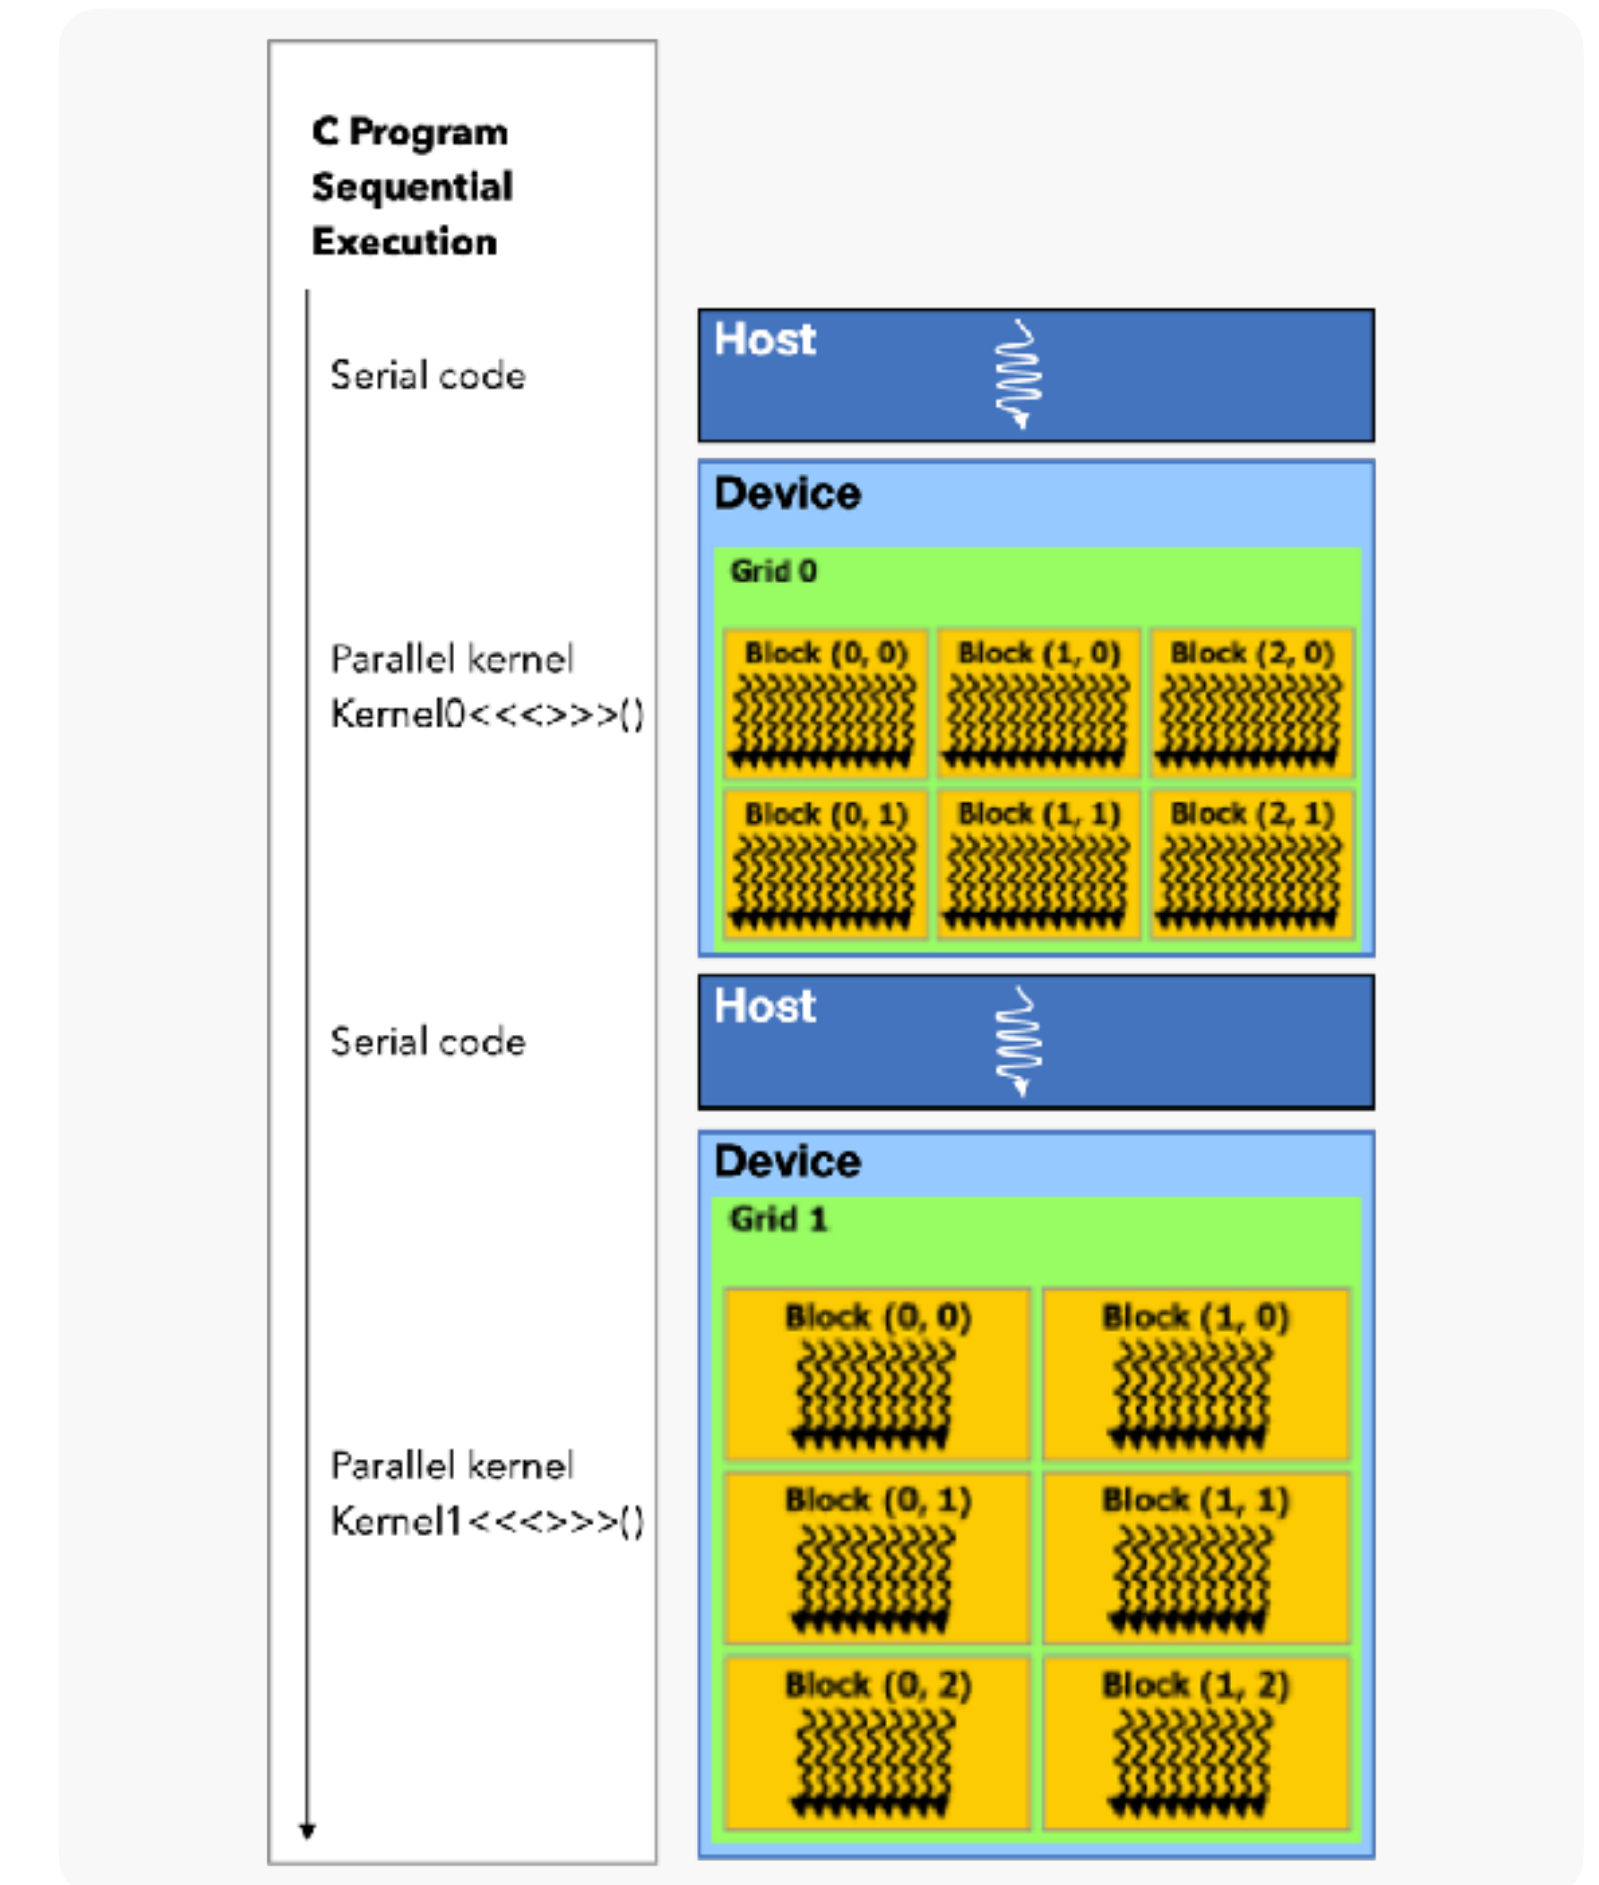 C Program
Sequential
Execution
Serial code
Host
Device
Grid 0
Parallel kernel
Kernel0<<<>>>()
Block (0, 0) Block (1, 0) Block (2, 0)
Block (0, 1) Block (1, 1) Block (2, 1)
Serial code
Host
Device
Grid 1
Parallel kernel
Kernel1<<<>>>()
Block (0, 0) Block (1, 0)
Block (0, 1) Block (1, 1)
Block (0, 2) Block (1, 2)